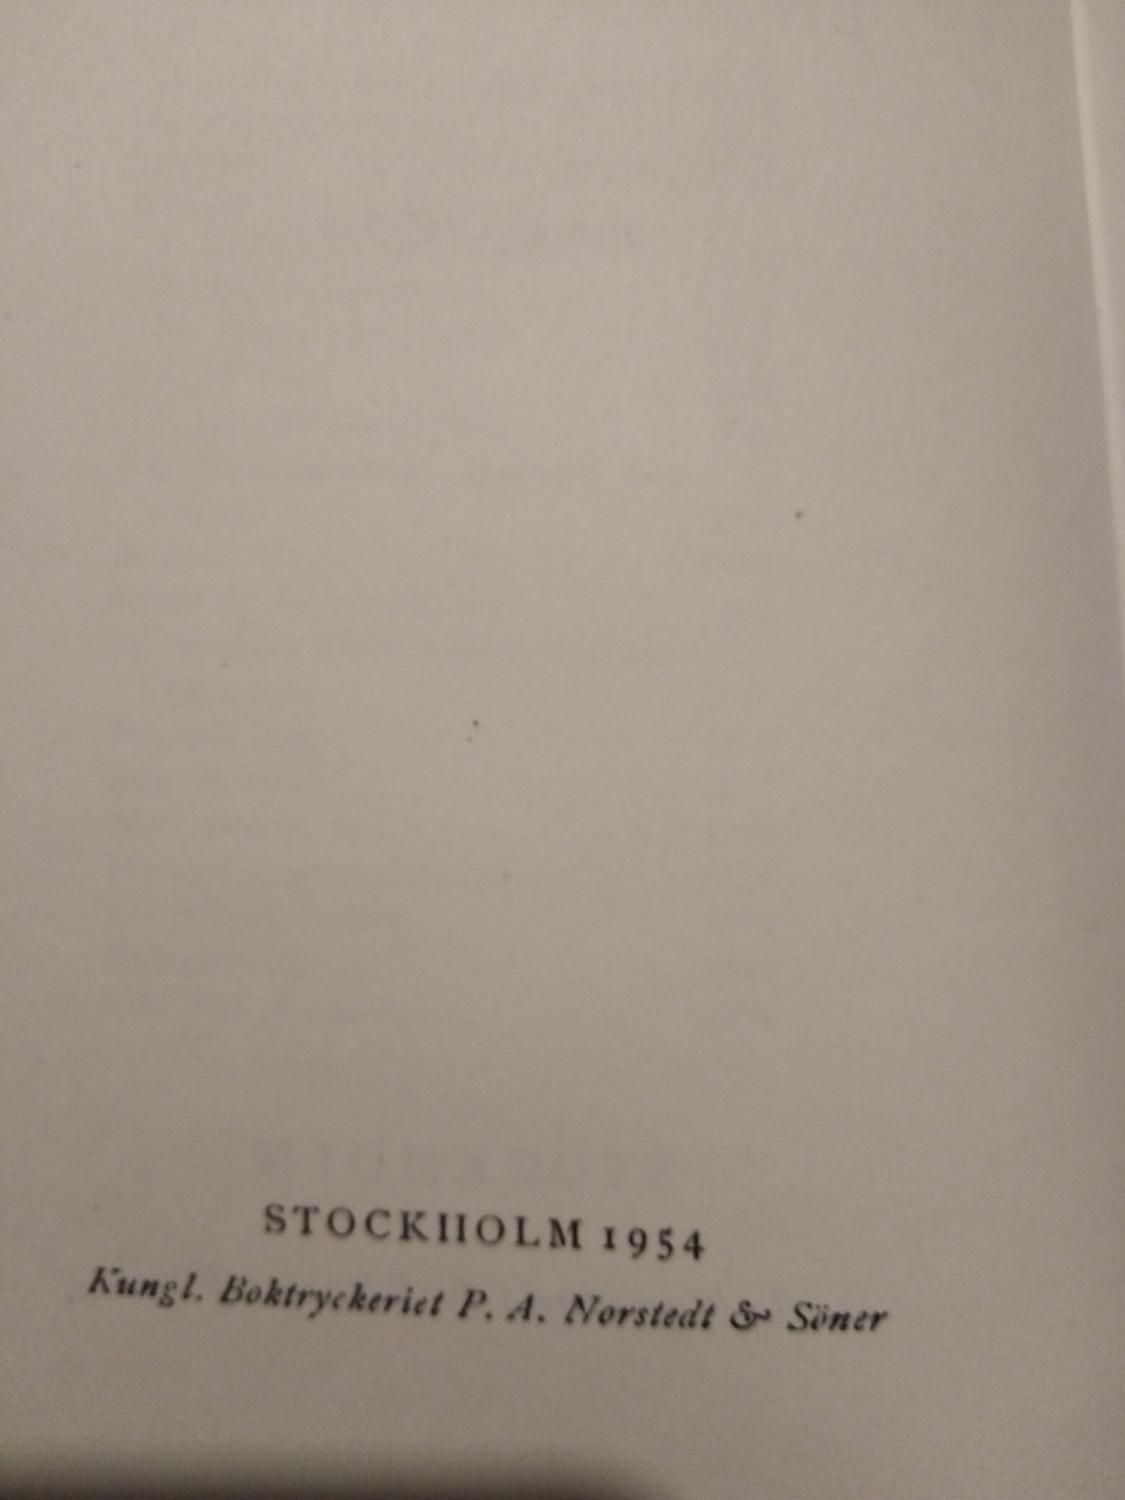 STOCKHOLM 1954
Kungl. Boktryckeriet P. A. Norstedt & Söner